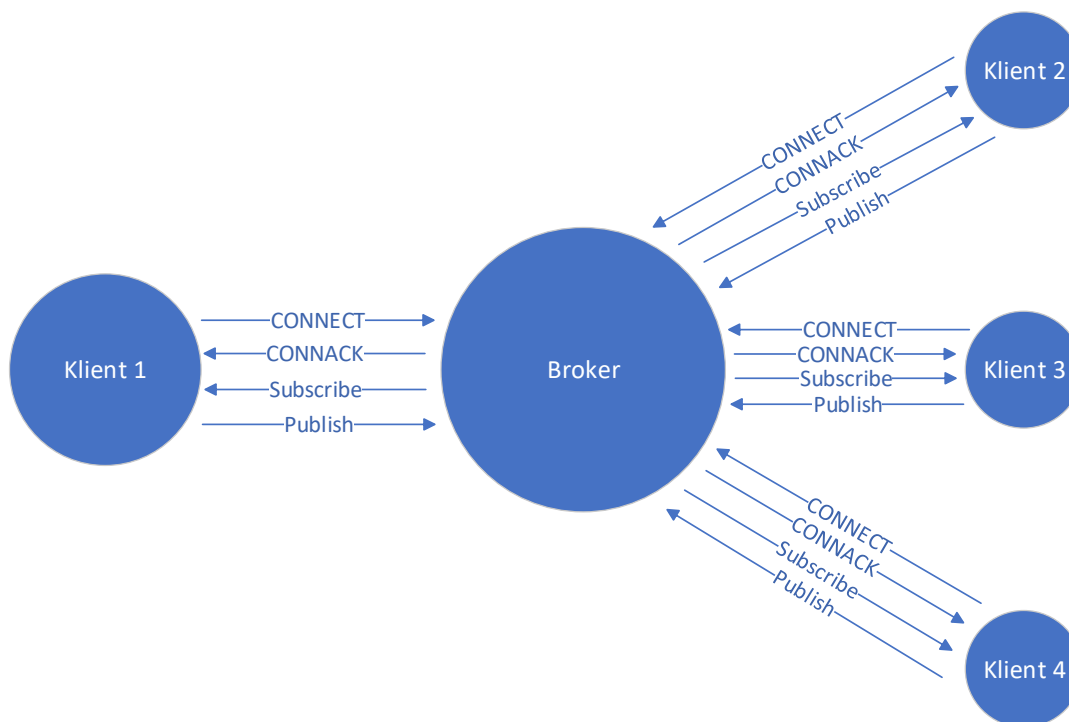 Klient 2
CONNECT
CONNACK
Subscribe
Publish
Klient 1
CONNECT
CONNACK
Subscribe
Publish
Broker
CONNECT
CONNACK
Subscribe
Publish
Klient 3
CONNECT
CONNACK
Subscribe
Publish
Klient 4